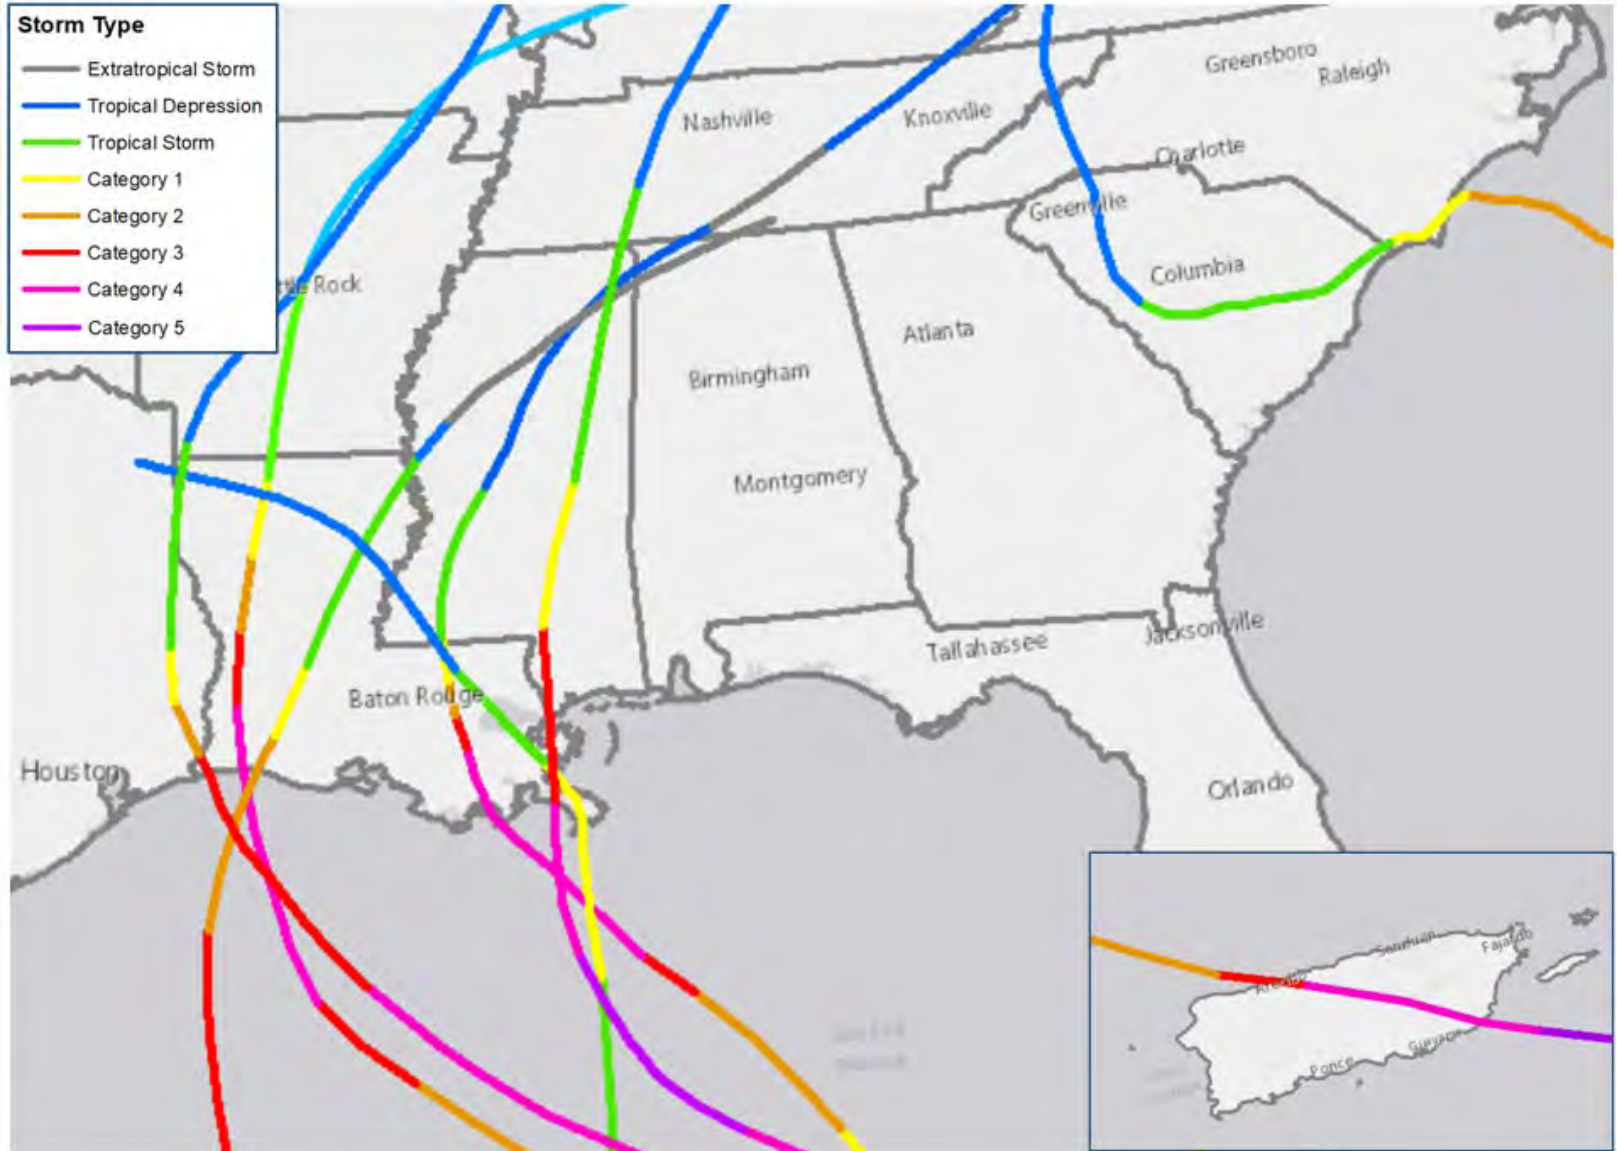 Storm Type
Extratropical Storm
Tropical Depression
Tropical Storm
Category 1
Category 2
Category 3
Category 4
Category 5
Greensboro
Raleigh
Nashville
Knoxville
Charlotte
Greenville
ttle Rock
Columbia
Atlanta
Birmingham
Montgomery
Tallahassee
Jacksonville
Baton Rouge
Houston
Orlando
San Juan
Fajardo
Arecibo
Guayama
Ponce